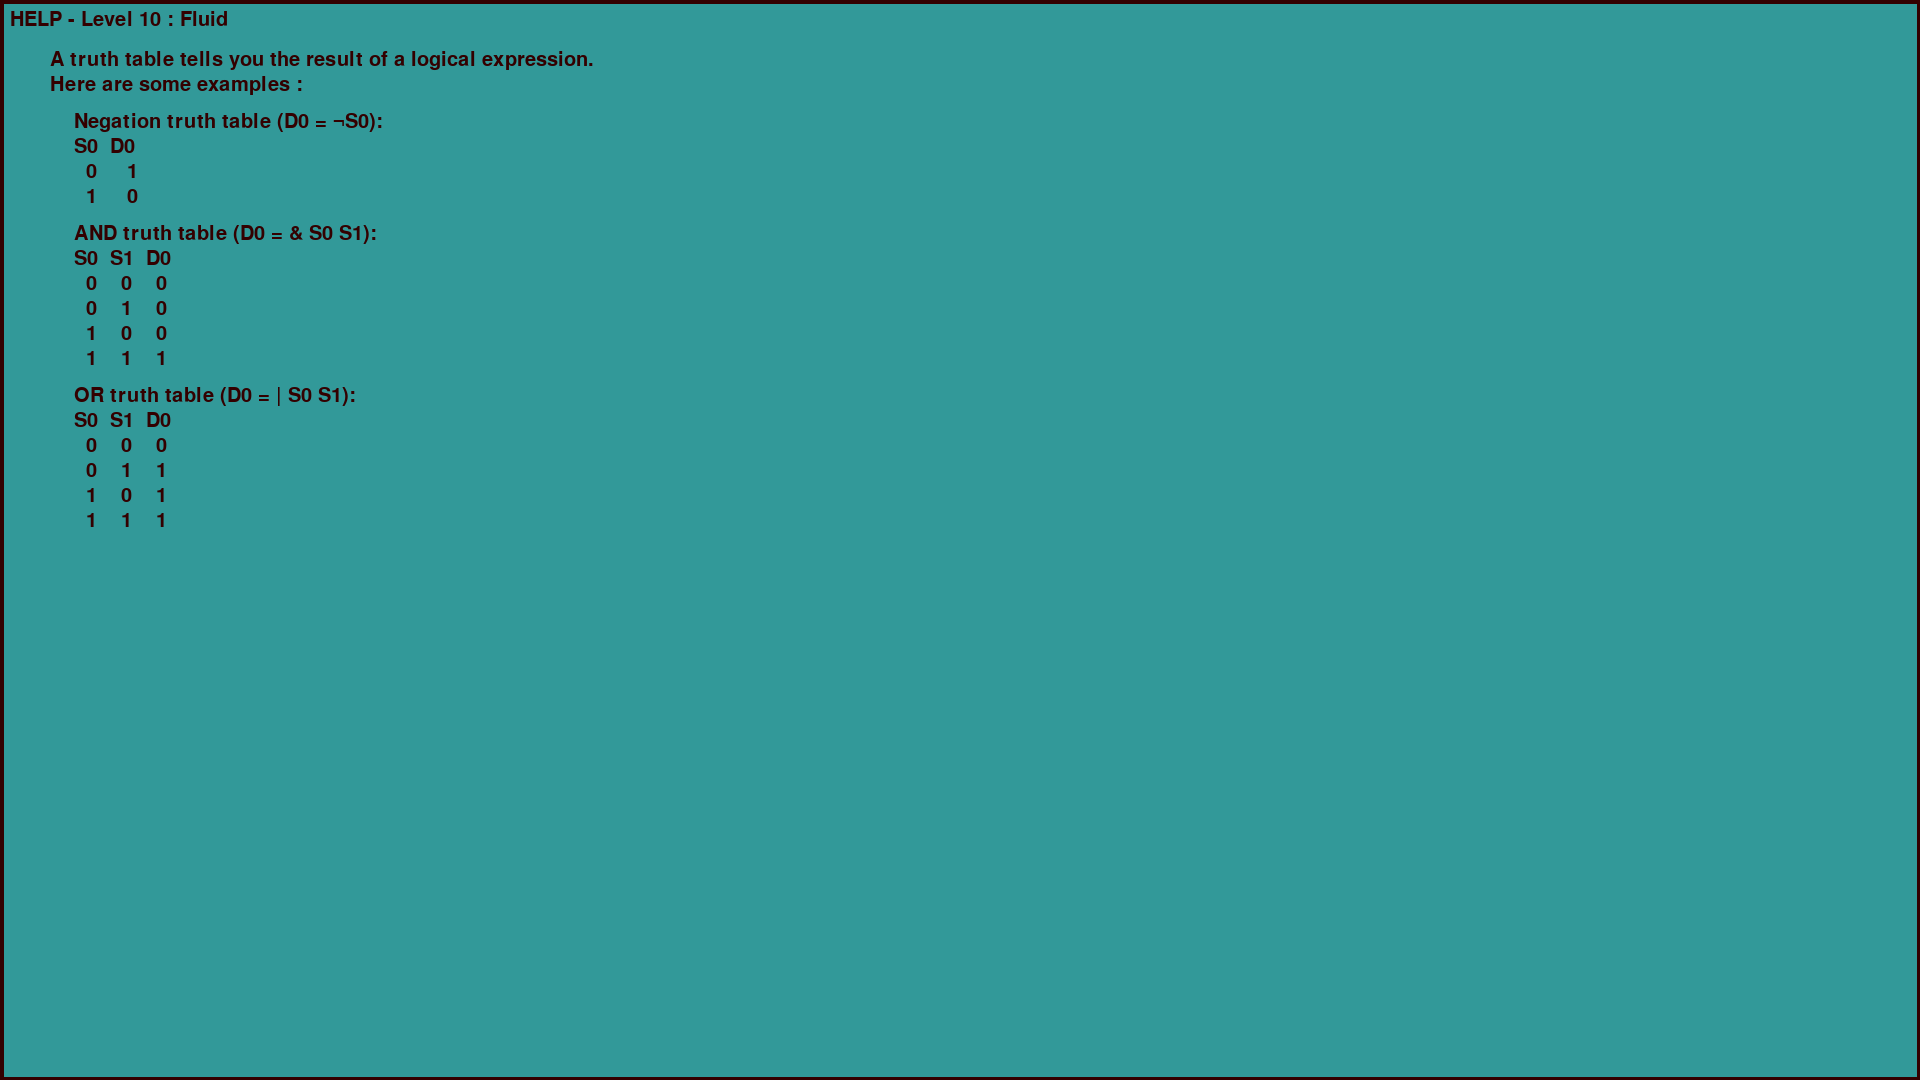 HELP - Level 10 : Fluid
A truth table tells you the result of a logical expression.
Here are some examples :
Negation truth table (D0 = ¬S0):
S0 D0
0 1
1 0
AND truth table (D0 = & S0 S1):
S0 S1 D0
0 0 0
0 1 0
1 0 0
1 1 1
OR truth table (D0 = | S0 S1):
S0 S1 D0
0 0 0
0 1 1
1 0 1
1 1 1